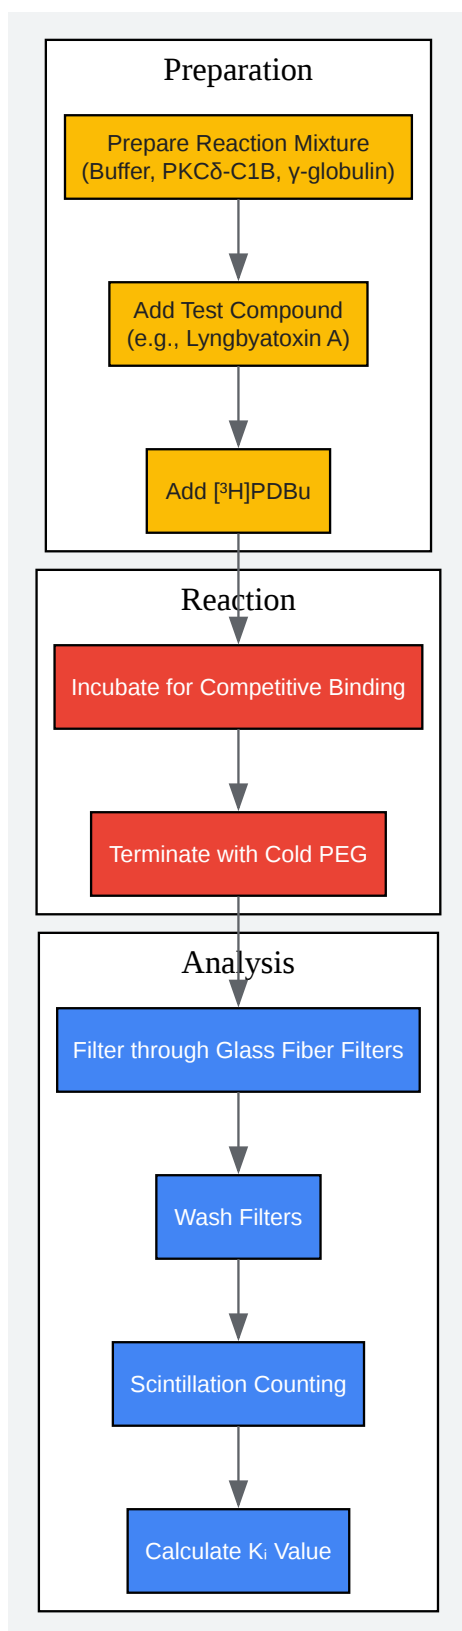 Preparation
Prepare Reaction Mixture
(Buffer, PKCδ-C1B, γ-globulin)
Add Test Compound
(e.g., Lyngbyatoxin A)
Add [³H]PDBu
Reaction
Incubate for Competitive Binding
Terminate with Cold PEG
Analysis
Filter through Glass Fiber Filters
Wash Filters
Scintillation Counting
Calculate Kᵢ Value